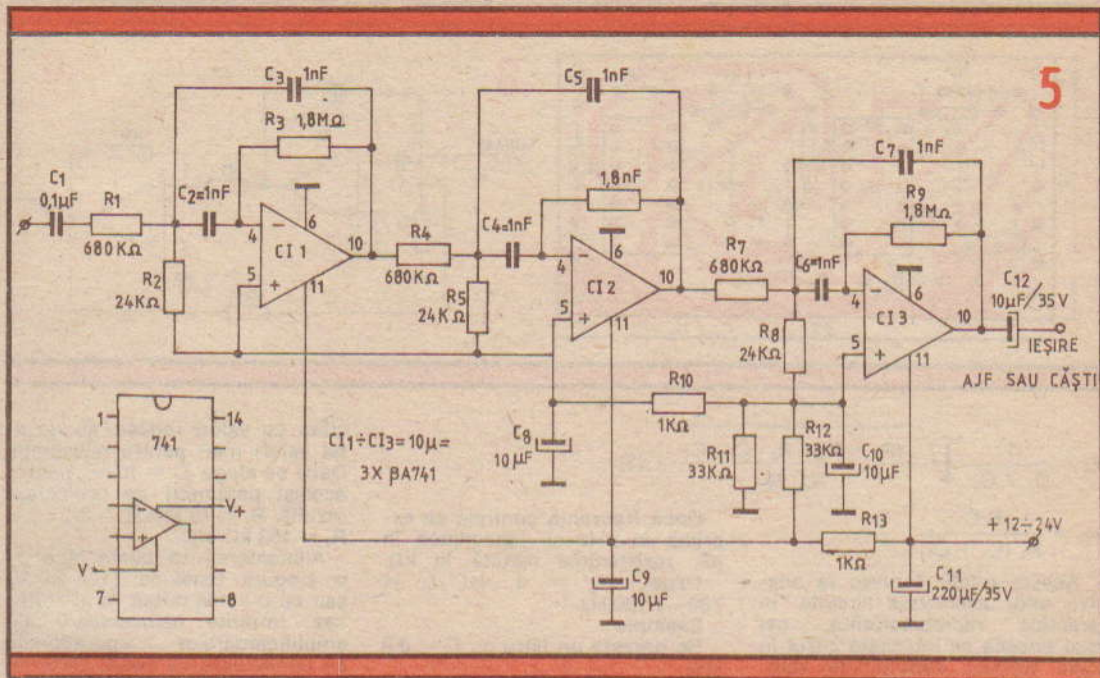 5
C3 1nF
R3 1,8MΩ
C1
0,1µF
R1
680KΩ
C2=1nF
R2
24KΩ
4
−
5
+
CI 1
6
10
11
R4
680KΩ
C5 1nF
1,8nF
C4=1nF
R5
24KΩ
4
−
5
+
CI 2
6
10
11
R7
680KΩ
C7 1nF
R9
1,8MΩ
C6=1nF
R8
24KΩ
4
−
5
+
CI 3
6
10
11
C12
10µF/35V
IEȘIRE
AJF SAU CĂȘTI
R10
1KΩ
C8
10µF
R11
33KΩ
R12
33KΩ
C10
10µF
R13
1KΩ
+12÷24V
C9
10µF
C11
220µF/35V
1
14
741
−
+
V+
V-
7
8
CI1÷CI3=10µ=
3X βA741